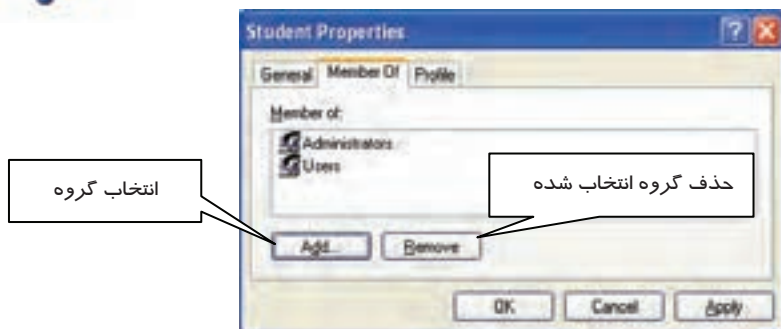 Student Properties
General Member Of Profile
Member of:
Administrators
Users
انتخاب گروه
حذف گروه انتخاب شده
Add... Remove
OK Cancel Apply